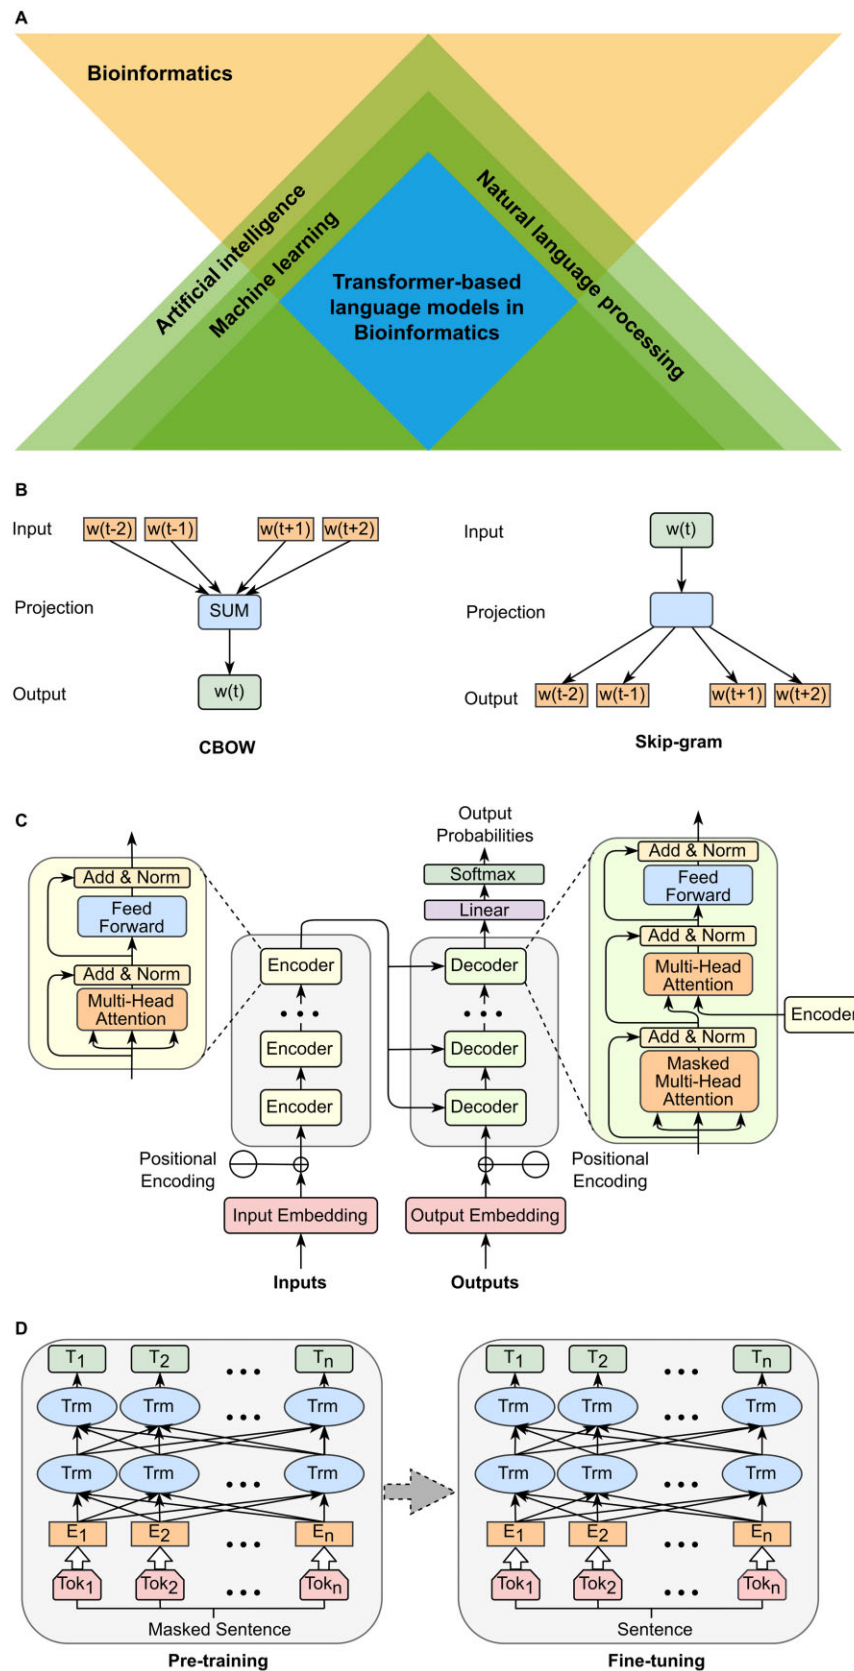 A
Bioinformatics
Artificial intelligence
Machine learning
Natural language processing
Transformer-based
language models in
Bioinformatics
B
Input
w(t-2) w(t-1) w(t+1) w(t+2)
Projection
SUM
Output
w(t)
CBOW
Input
w(t)
Projection
Output
w(t-2) w(t-1) w(t+1) w(t+2)
Skip-gram
C
Add & Norm
Feed
Forward
Add & Norm
Multi-Head
Attention
Encoder
Encoder
Encoder
Positional
Encoding
Input Embedding
Inputs
Output
Probabilities
Softmax
Linear
Decoder
Decoder
Decoder
Positional
Encoding
Output Embedding
Outputs
Add & Norm
Feed
Forward
Add & Norm
Multi-Head
Attention
Encoder
Add & Norm
Masked
Multi-Head
Attention
D
T1 T2 Tn
Trm Trm Trm
Trm Trm Trm
E1 E2 En
Tok1 Tok2 Tokn
Masked Sentence
Pre-training
T1 T2 Tn
Trm Trm Trm
Trm Trm Trm
E1 E2 En
Tok1 Tok2 Tokn
Sentence
Fine-tuning